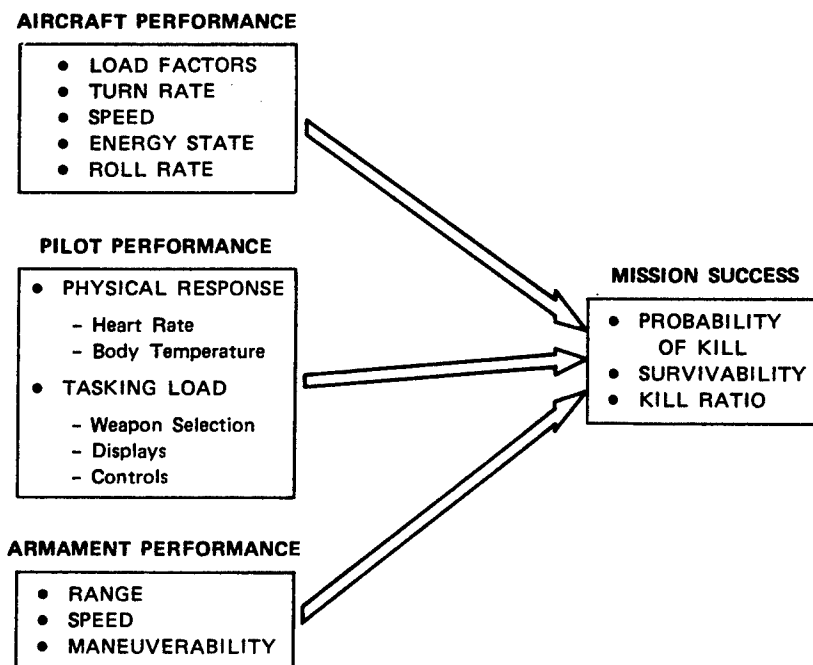 AIRCRAFT PERFORMANCE
• LOAD FACTORS
• TURN RATE
• SPEED
• ENERGY STATE
• ROLL RATE
PILOT PERFORMANCE
• PHYSICAL RESPONSE
– Heart Rate
– Body Temperature
• TASKING LOAD
– Weapon Selection
– Displays
– Controls
ARMAMENT PERFORMANCE
• RANGE
• SPEED
• MANEUVERABILITY
MISSION SUCCESS
• PROBABILITY
OF KILL
• SURVIVABILITY
• KILL RATIO